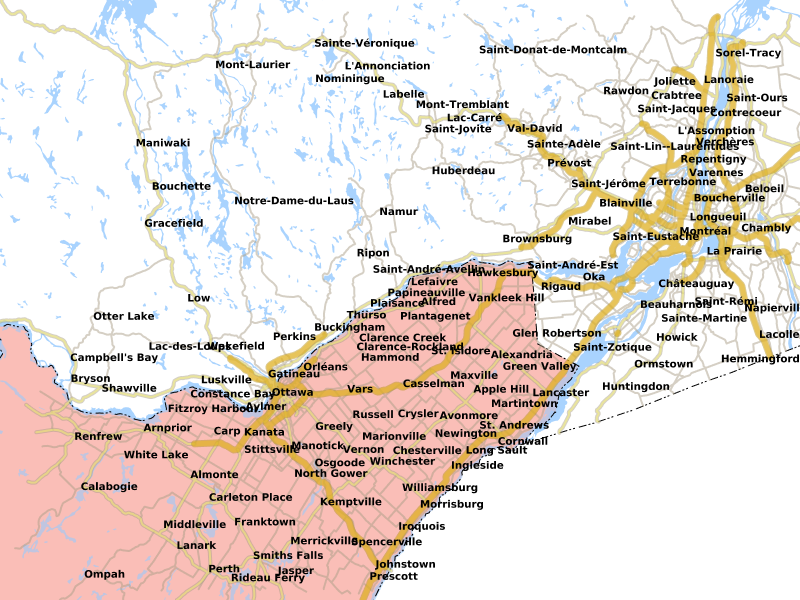 Sainte-Véronique
Saint-Donat-de-Montcalm
Sorel-Tracy
Mont-Laurier
L'Annonciation
Nominingue
Joliette
Lanoraie
Rawdon
Crabtree
Labelle
Saint-Ours
Mont-Tremblant
Saint-Jacques
Contrecoeur
Lac-Carré
Saint-Jovite
Val-David
L'Assomption
Maniwaki
Sainte-Adèle
Saint-Lin--Laurentides
Verchères
Prévost
Repentigny
Huberdeau
Varennes
Bouchette
Saint-Jérôme
Terrebonne
Beloeil
Notre-Dame-du-Laus
Blainville
Boucherville
Namur
Gracefield
Mirabel
Longueuil
Montréal
Chambly
Brownsburg
Saint-Eustache
Ripon
La Prairie
Saint-André-Avellin
Hawkesbury
Saint-André-Est
Oka
Lefaivre
Rigaud
Châteauguay
Low
Papineauville
Vankleek Hill
Plaisance
Alfred
Beauharnois
Saint-Rémi
Napierville
Otter Lake
Thurso
Plantagenet
Sainte-Martine
Buckingham
Perkins
Clarence Creek
Glen Robertson
Howick
Lacolle
Lac-des-Loups
Wakefield
Clarence-Rockland
St. Isidore
Saint-Zotique
Campbell's Bay
Hammond
Alexandria
Hemmingford
Orléans
Green Valley
Ormstown
Bryson
Luskville
Gatineau
Maxville
Shawville
Casselman
Huntingdon
Constance Bay
Ottawa
Vars
Apple Hill
Lancaster
Fitzroy Harbour
Aylmer
Martintown
Russell
Crysler
Avonmore
Arnprior
Carp
Kanata
Greely
St. Andrews
Renfrew
Marionville
Newington
Cornwall
White Lake
Stittsville
Manotick
Vernon
Chesterville
Long Sault
Osgoode
Winchester
Ingleside
Almonte
North Gower
Calabogie
Williamsburg
Carleton Place
Kemptville
Morrisburg
Middleville
Franktown
Iroquois
Lanark
Merrickville
Spencerville
Smiths Falls
Johnstown
Perth
Jasper
Ompah
Rideau Ferry
Prescott